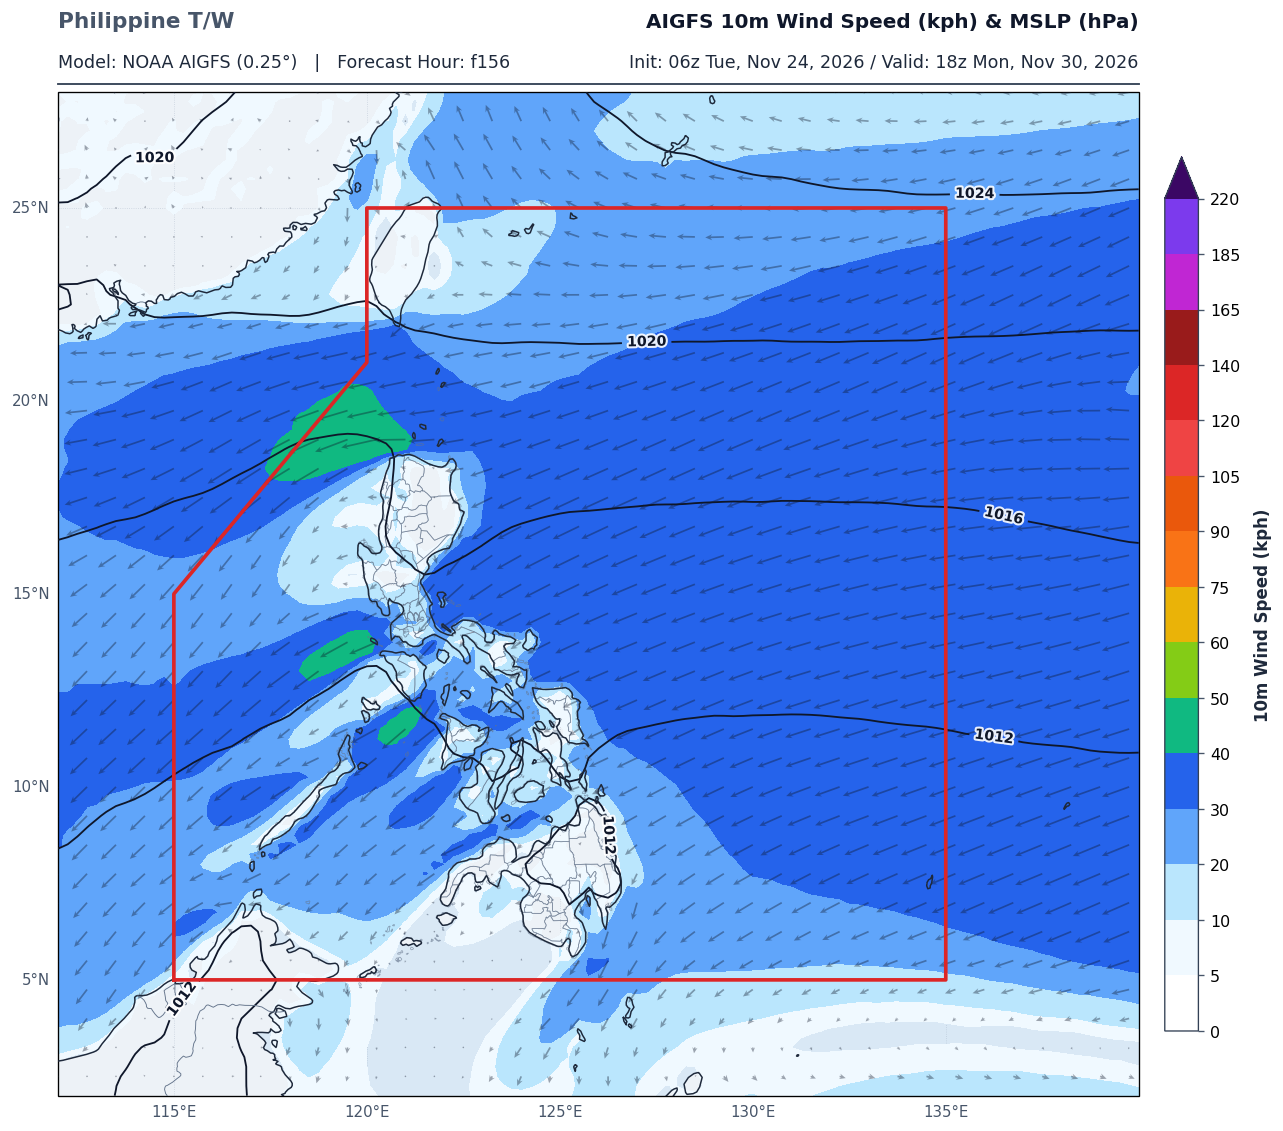 Philippine T/W
AIGFS 10m Wind Speed (kph) & MSLP (hPa)
Model: NOAA AIGFS (0.25°) | Forecast Hour: f156
Init: 06z Tue, Nov 24, 2026 / Valid: 18z Mon, Nov 30, 2026
1020
1024
1020
1016
1012
1012
1012
25°N
20°N
15°N
10°N
5°N
115°E
120°E
125°E
130°E
135°E
220
185
165
140
120
105
90
75
60
50
40
30
20
10
5
0
10m Wind Speed (kph)